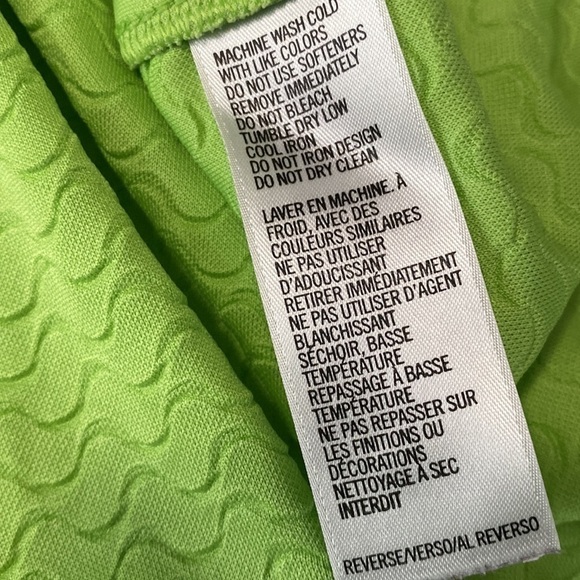 MACHINE WASH COLD
WITH LIKE COLORS
DO NOT USE SOFTENERS
REMOVE IMMEDIATELY
DO NOT BLEACH
TUMBLE DRY LOW
COOL IRON
DO NOT IRON DESIGN
DO NOT DRY CLEAN
LAVER EN MACHINE, À
FROID, AVEC DES
COULEURS SIMILAIRES
NE PAS UTILISER
D'ADOUCISSANT
RETIRER IMMÉDIATEMENT
NE PAS UTILISER D'AGENT
BLANCHISSANT
SÉCHOIR, BASSE
TEMPÉRATURE
REPASSAGE À BASSE
TEMPÉRATURE
NE PAS REPASSER SUR
LES FINITIONS OU
DÉCORATIONS
NETTOYAGE À SEC
INTERDIT
REVERSE/VERSO/AL REVERSO